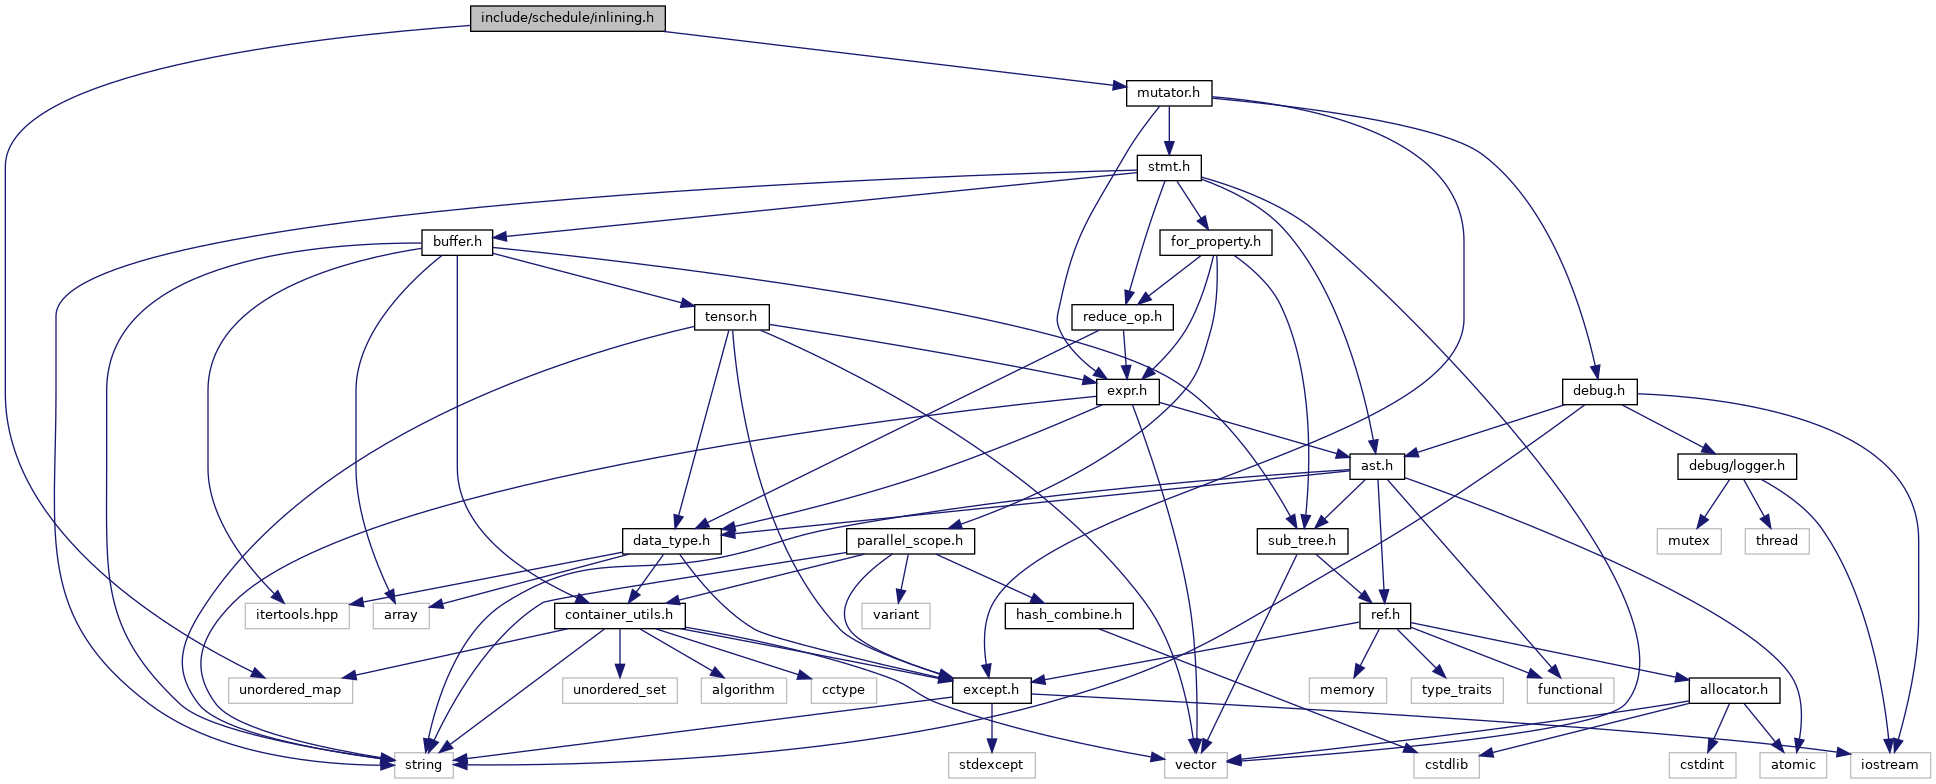 include/schedule/inlining.h
mutator.h
stmt.h
buffer.h
for_property.h
tensor.h
reduce_op.h
expr.h
debug.h
ast.h
debug/logger.h
data_type.h
parallel_scope.h
sub_tree.h
mutex
thread
itertools.hpp
array
container_utils.h
variant
hash_combine.h
ref.h
unordered_map
unordered_set
algorithm
cctype
except.h
memory
type_traits
functional
allocator.h
string
stdexcept
vector
cstdlib
cstdint
atomic
iostream